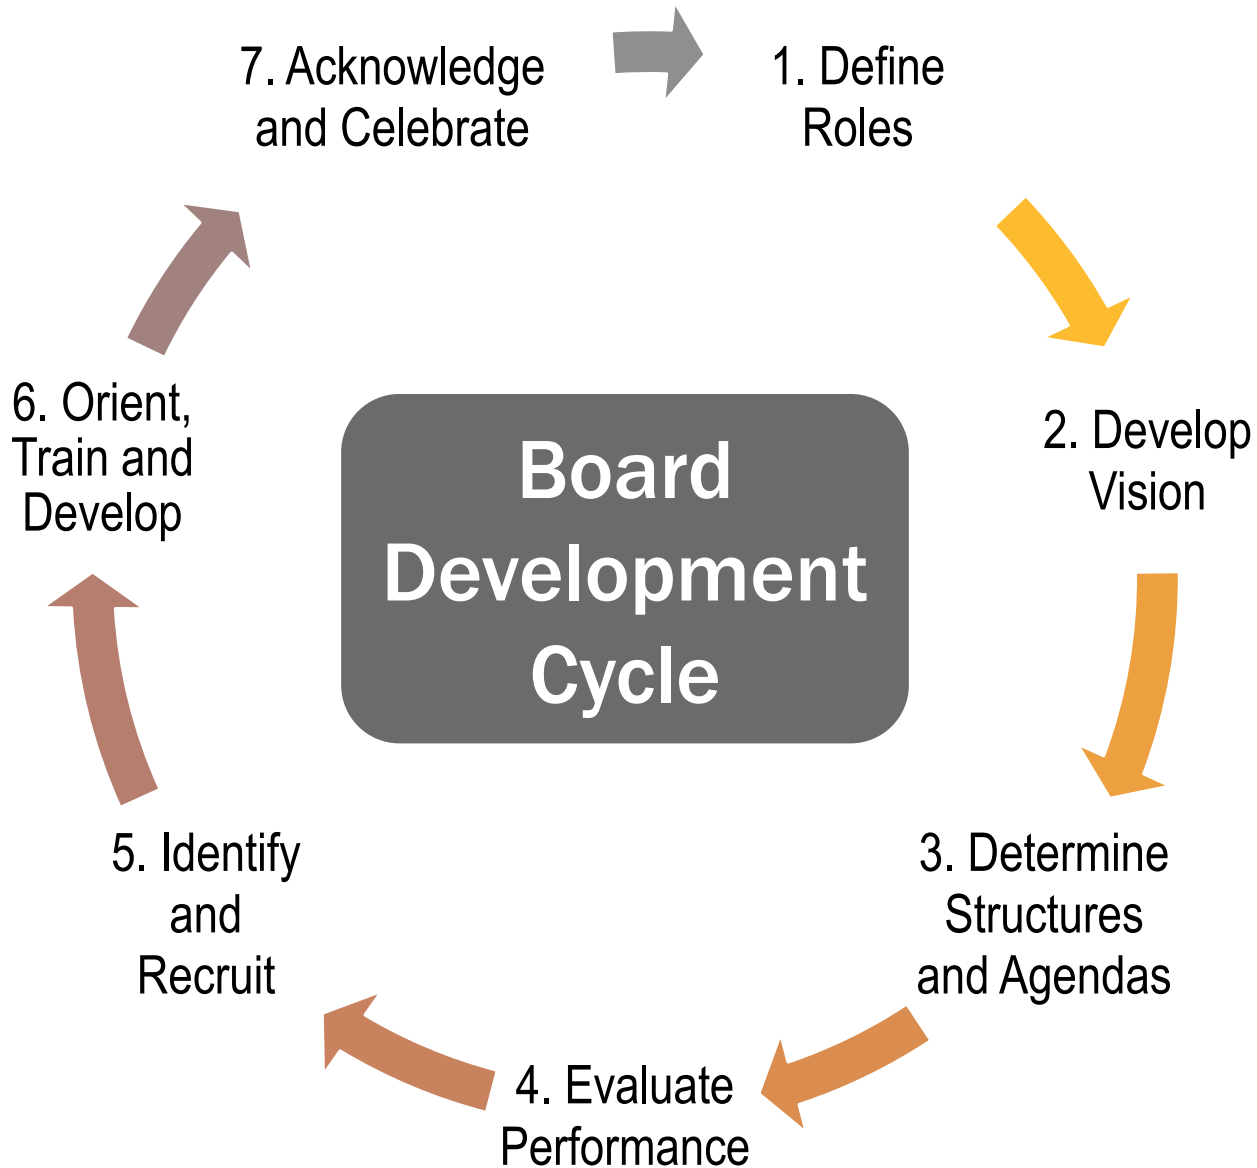 7. Acknowledge
and Celebrate
1. Define
Roles
2. Develop
Vision
3. Determine
Structures
and Agendas
4. Evaluate
Performance
5. Identify
and
Recruit
6. Orient,
Train and
Develop
Board
Development
Cycle